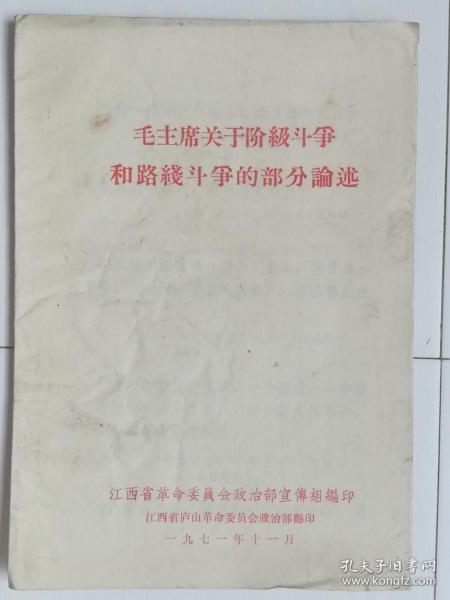 毛主席关于阶級斗爭
和路綫斗爭的部分論述
江西省革命委員会政治部宣傳組編印
江西省庐山革命委員会政治部翻印
一九七一年十一月
孔夫子旧书网
www.kongfz.com